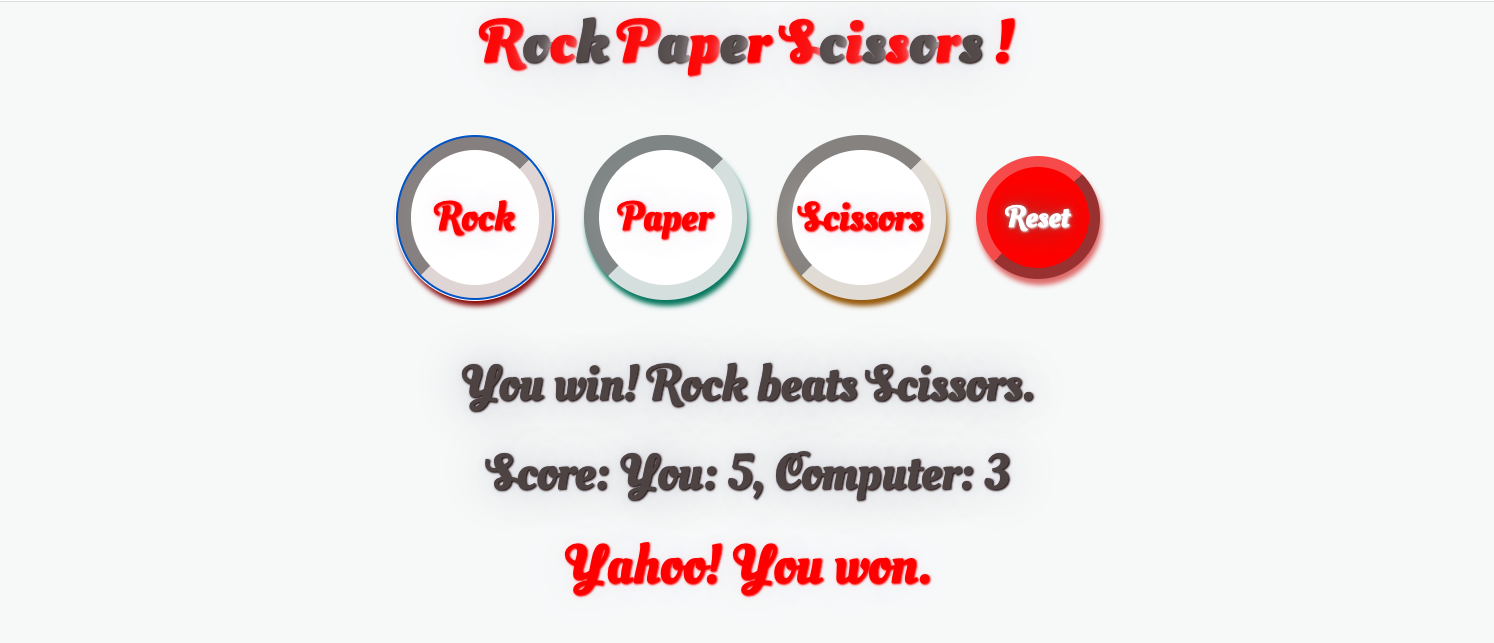 Rock Paper Scissors !
Rock Paper Scissors Reset
You win! Rock beats Scissors.
Score: You: 5, Computer: 3
Yahoo! You won.